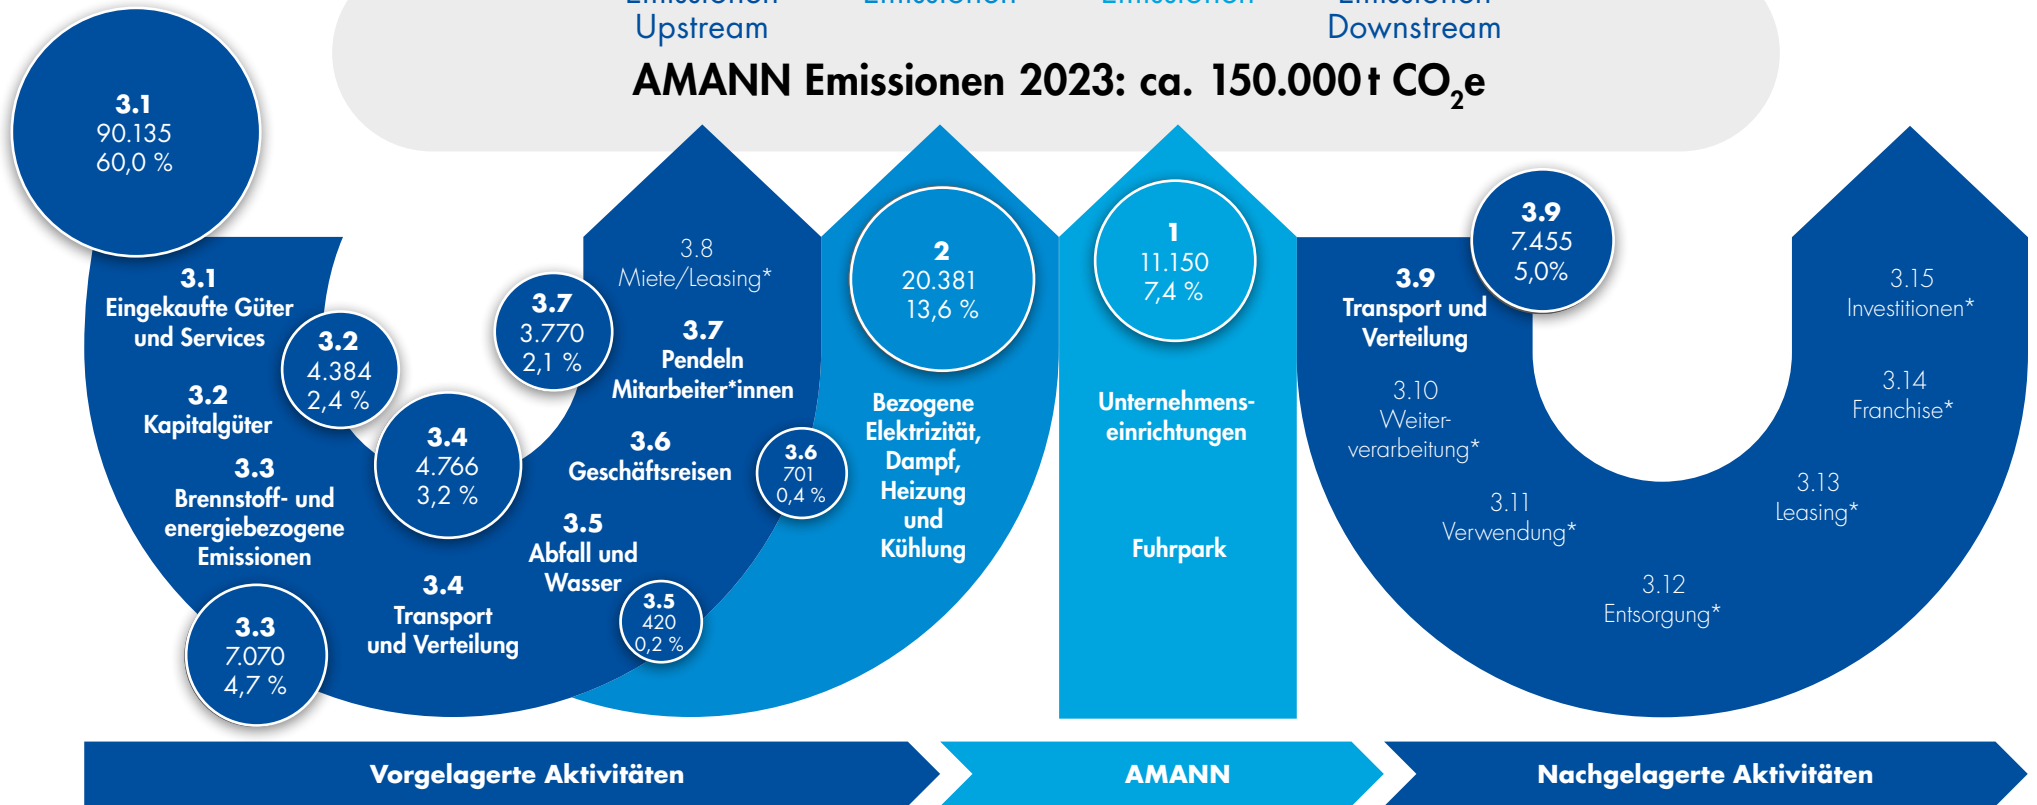 Emissionen
Upstream
Emissionen
Emissionen
Emissionen
Downstream
AMANN Emissionen 2023: ca. 150.000 t CO₂e
3.1
90.135
60,0 %
3.1
Eingekaufte Güter
und Services
3.2
4.384
2,4 %
3.2
Kapitalgüter
3.3
Brennstoff- und
energiebezogene
Emissionen
3.3
7.070
4,7 %
3.4
4.766
3,2 %
3.4
Transport
und Verteilung
3.5
Abfall und
Wasser
3.5
420
0,2 %
3.6
Geschäftsreisen
3.6
701
0,4 %
3.7
3.770
2,1 %
3.7
Pendeln
Mitarbeiter*innen
3.8
Miete/Leasing*
2
20.381
13,6 %
Bezogene
Elektrizität,
Dampf,
Heizung
und
Kühlung
1
11.150
7,4 %
Unternehmens-
einrichtungen
Fuhrpark
3.9
7.455
5,0%
3.9
Transport und
Verteilung
3.10
Weiter-
verarbeitung*
3.11
Verwendung*
3.12
Entsorgung*
3.13
Leasing*
3.14
Franchise*
3.15
Investitionen*
Vorgelagerte Aktivitäten
AMANN
Nachgelagerte Aktivitäten